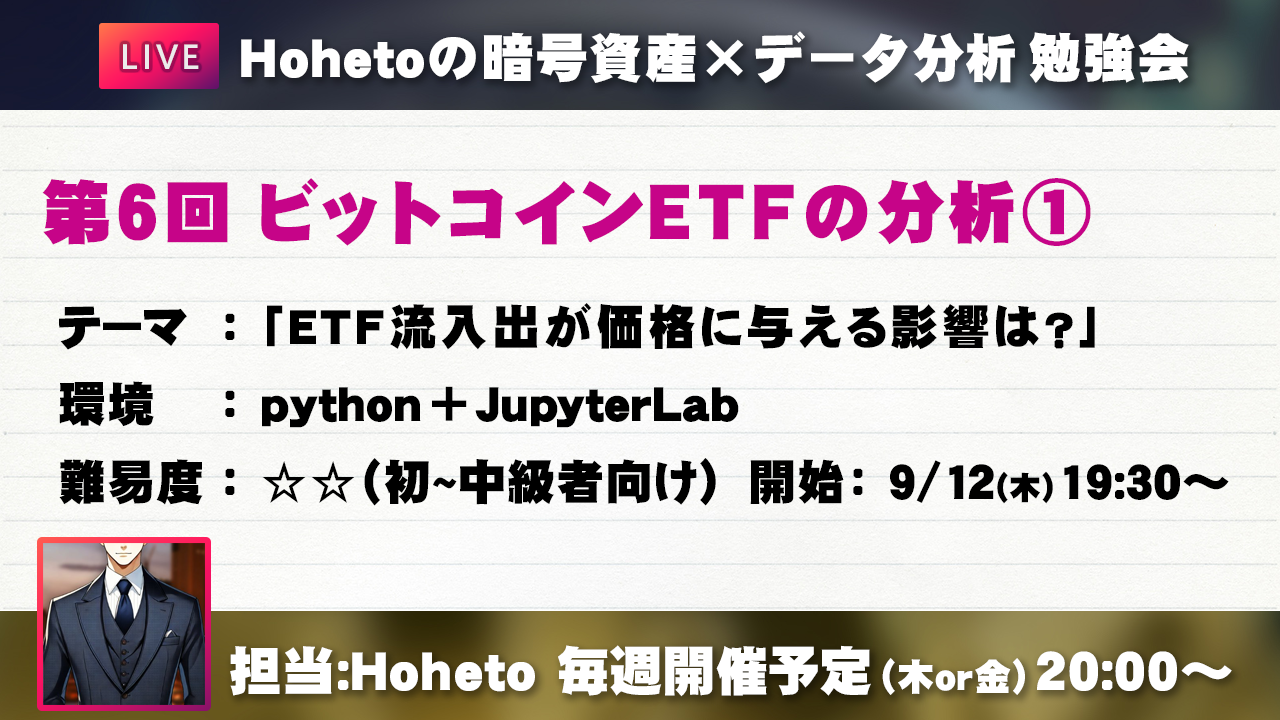 LIVE Hohetoの暗号資産×データ分析 勉強会
第6回 ビットコインETFの分析①
テーマ ：「ETF流入出が価格に与える影響は?」
環境 ： python＋JupyterLab
難易度 ： ☆☆(初~中級者向け) 開始： 9/12(木) 19:30～
担当:Hoheto 毎週開催予定(木or金) 20:00～